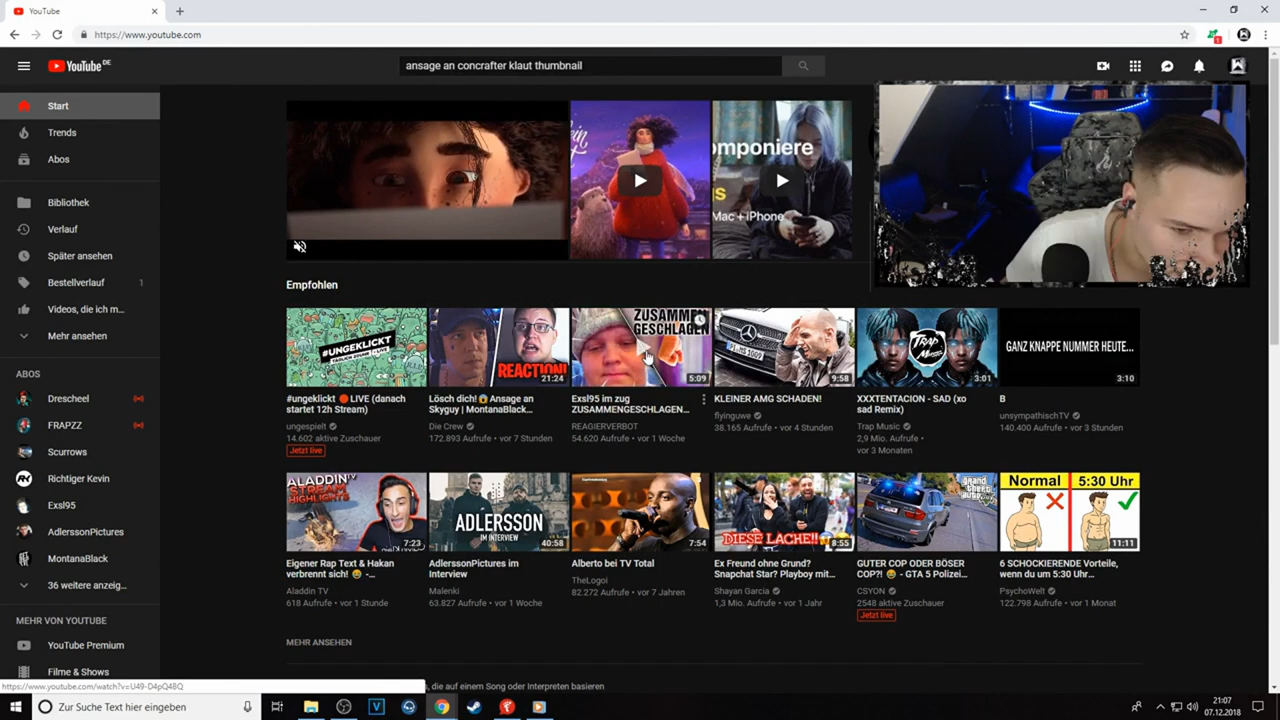 YouTube
https://www.youtube.com
1
YouTube DE
ansage an concrafter klaut thumbnail
Start
Trends
Abos
Bibliothek
Verlauf
Später ansehen
Bestellverlauf 1
Videos, die ich m...
Mehr ansehen
ABOS
Drescheel
FRAPZZ
Scurrows
Richtiger Kevin
Exsl95
AdlerssonPictures
MontanaBlack
36 weitere anzeig...
MEHR VON YOUTUBE
YouTube Premium
Filme & Shows
omponiere
Mac + iPhone
Empfohlen
#UNGEKLICKT
REACTION!
21:24
ZUSAMMEN
GESCHLAGEN
5:09
9:58
TRAP
MUSIC
3:01
GANZ KNAPPE NUMMER HEUTE...
3:10
#ungeklickt 🔴 LIVE (danach
startet 12h Stream)
ungespielt
14.602 aktive Zuschauer
Jetzt live
Lösch dich!😱Ansage an
Skyguy | MontanaBlack...
Die Crew
172.893 Aufrufe • vor 7 Stunden
Exsl95 im zug
ZUSAMMENGESCHLAGEN...
REAGIERVERBOT
54.620 Aufrufe • vor 1 Woche
KLEINER AMG SCHADEN!
flyinguwe
38.165 Aufrufe • vor 4 Stunden
XXXTENTACION - SAD (xo
sad Remix)
Trap Music
2,9 Mio. Aufrufe •
vor 3 Monaten
B
unsympathischTV
140.400 Aufrufe • vor 3 Stunden
ALADDIN
STREAM
HIGHLIGHTS
7:23
ADLERSSON
IM INTERVIEW
40:58
7:54
DIESE LACHE!!
8:55
grand
theft
auto
V
Normal
5:30 Uhr
11:11
Eigener Rap Text & Hakan
verbrennt sich! 😂 -...
Aladdin TV
618 Aufrufe • vor 1 Stunde
AdlerssonPictures im
Interview
Malenki
63.827 Aufrufe • vor 1 Woche
Alberto bei TV Total
TheLogoi
82.272 Aufrufe • vor 7 Jahren
Ex Freund ohne Grund?
Snapchat Star? Playboy mit...
Shayan Garcia
1,3 Mio. Aufrufe • vor 1 Jahr
GUTER COP ODER BÖSER
COP?! 😂 - GTA 5 Polizei...
CSYON
2548 aktive Zuschauer
Jetzt live
6 SCHOCKIERENDE Vorteile,
wenn du um 5:30 Uhr...
PsychoWelt
122.798 Aufrufe • vor 1 Monat
MEHR ANSEHEN
, die auf einem Song oder Interpreten basieren
https://www.youtube.com/watch?v=U49-D4pQ4BQ
Zur Suche Text hier eingeben
21:07
07.12.2018